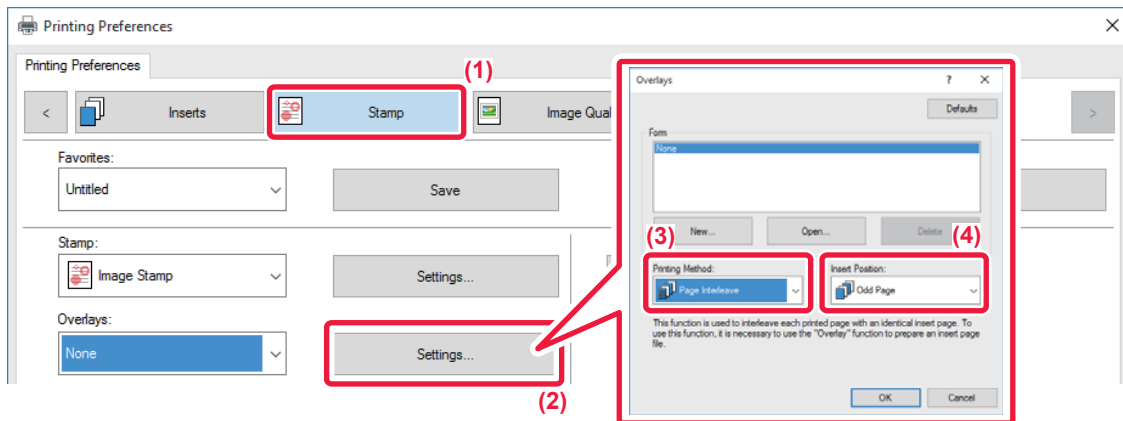 Printing Preferences
Printing Preferences
(1)
< Inserts Stamp Image Qual >
Favorites:
Untitled Save
Stamp:
Image Stamp Settings...
Overlays:
None Settings...
(2)
Overlays ? ×
Defaults
Form
None
New... Open... Delete
(3) (4)
Printing Method: Insert Position:
Page Interleave Odd Page
This function is used to interleave each printed page with an identical insert page. To
use this function, it is necessary to use the "Overlay" function to prepare an insert page
file.
OK Cancel